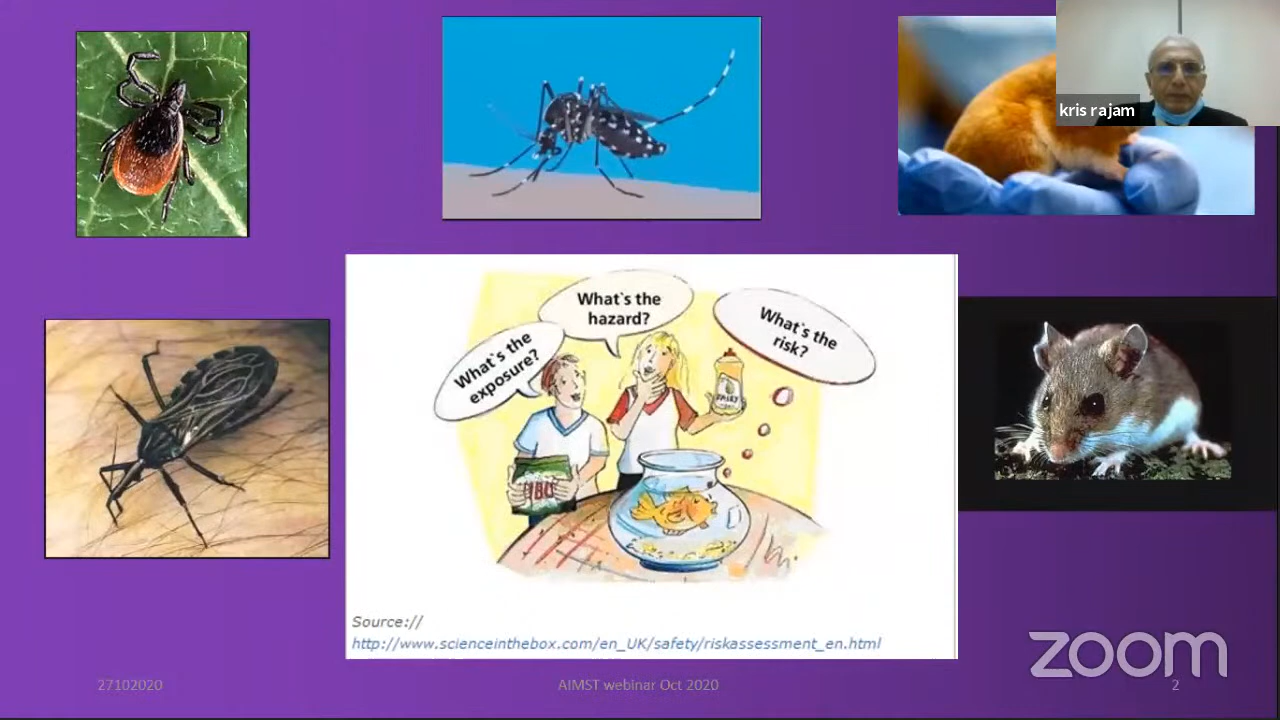 kris rajam
What`s the
hazard?
What`s the
risk?
What`s the
exposure?
FAIRY
Source://
http://www.scienceinthebox.com/en_UK/safety/riskassessment_en.html
27102020
AIMST webinar Oct 2020
2
zoom